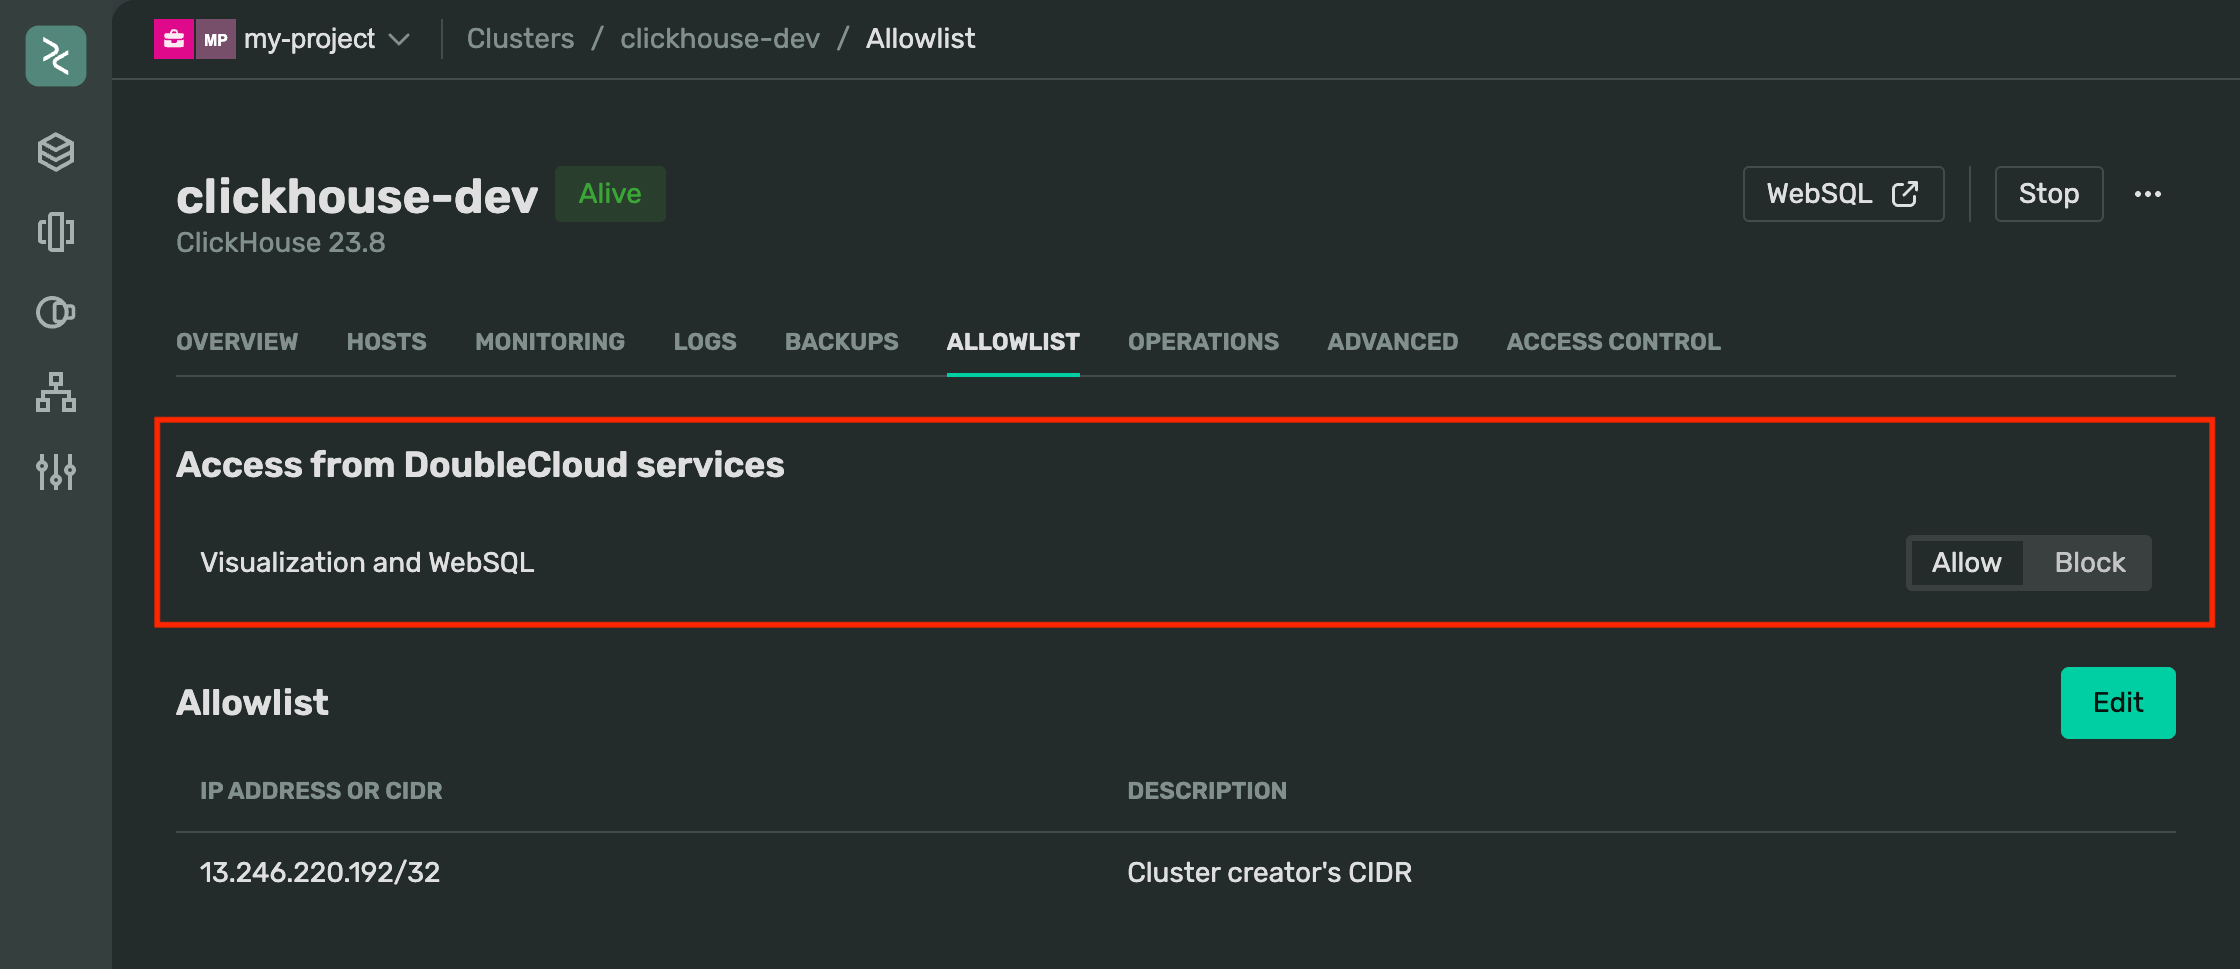 MP my-project Clusters / clickhouse-dev / Allowlist
clickhouse-dev Alive WebSQL Stop
ClickHouse 23.8
OVERVIEW HOSTS MONITORING LOGS BACKUPS ALLOWLIST OPERATIONS ADVANCED ACCESS CONTROL
Access from DoubleCloud services
Visualization and WebSQL Allow Block
Allowlist Edit
IP ADDRESS OR CIDR DESCRIPTION
13.246.220.192/32 Cluster creator's CIDR